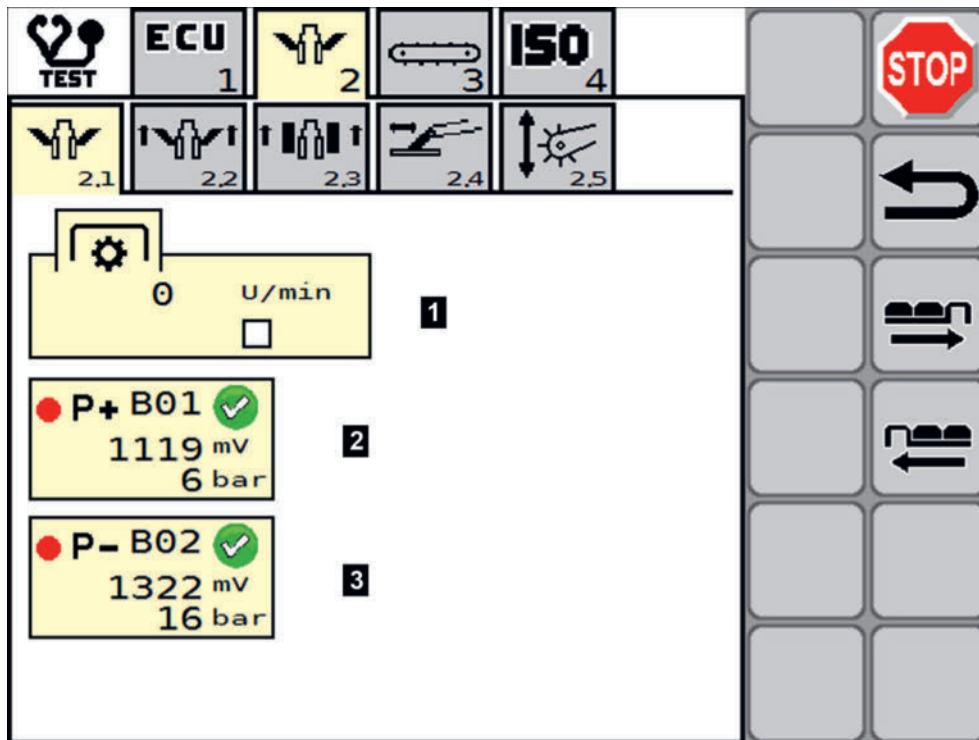 TEST
ECU
1
2
3
ISO
4
STOP
2.1
2.2
2.3
2.4
2.5
0 U/min
1
P+ B01
1119 mV
6 bar
2
P- B02
1322 mV
16 bar
3